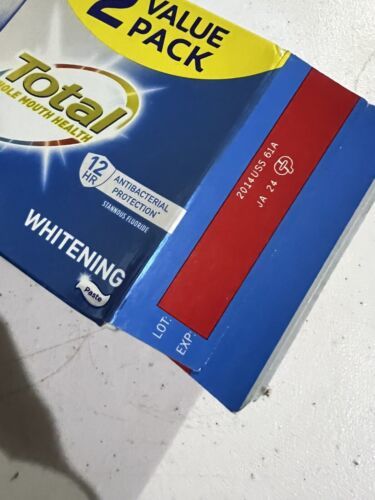 2 VALUE
PACK
Total
WHOLE MOUTH HEALTH
12
HR
ANTIBACTERIAL
PROTECTION*
STANNOUS FLUORIDE
WHITENING
Paste
LOT:
EXP:
2014US5 61A
JA 24